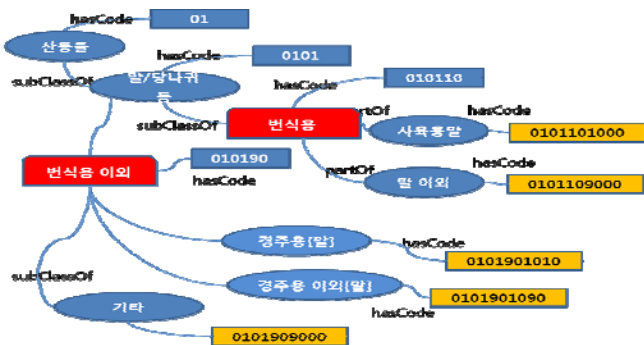 hasCode
01
산동물
subClassOf
hasCode
0101
말/당나귀
등
subClassOf
hasCode
010110
번식용
partOf
사육통말
hasCode
0101101000
번식용 이외
010190
hasCode
partOf
말 이외
hasCode
0101109000
경주용{말}
hasCode
0101901010
경주용 이외{말}
hasCode
0101901090
subClassOf
기타
0101909000